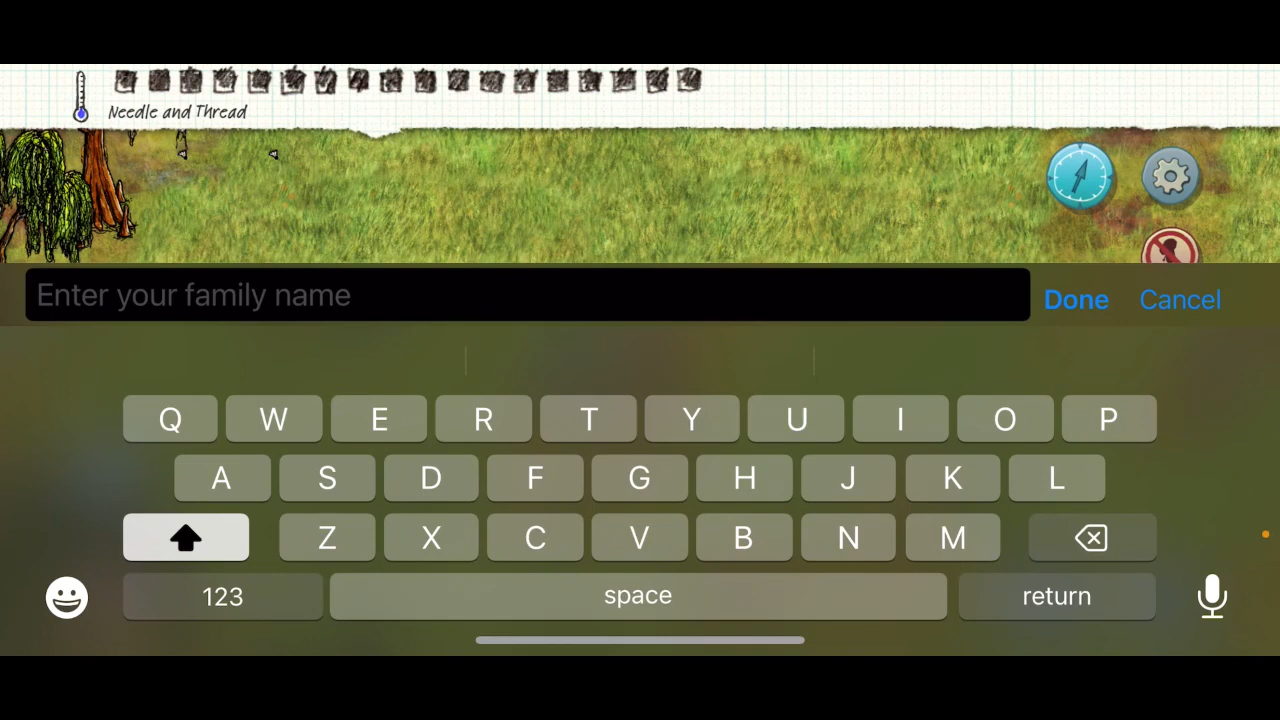 Needle and Thread
Enter your family name
Done Cancel
Q W E R T Y U I O P
A S D F G H J K L
Z X C V B N M
123 space return